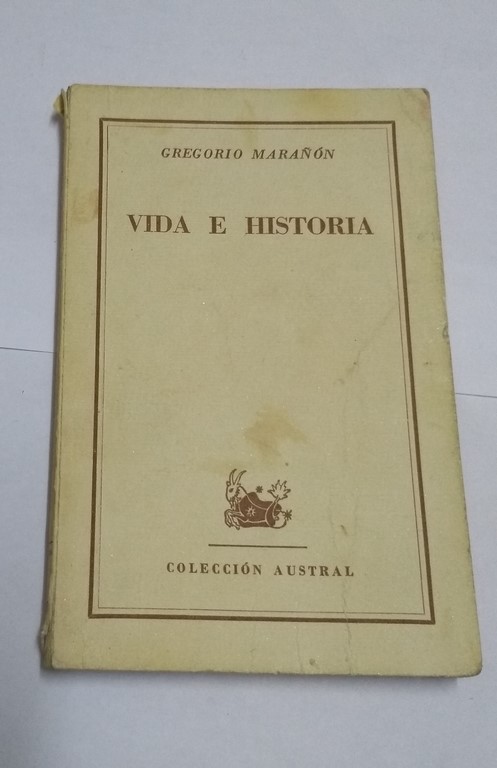 GREGORIO MARAÑÓN
VIDA E HISTORIA
COLECCIÓN AUSTRAL